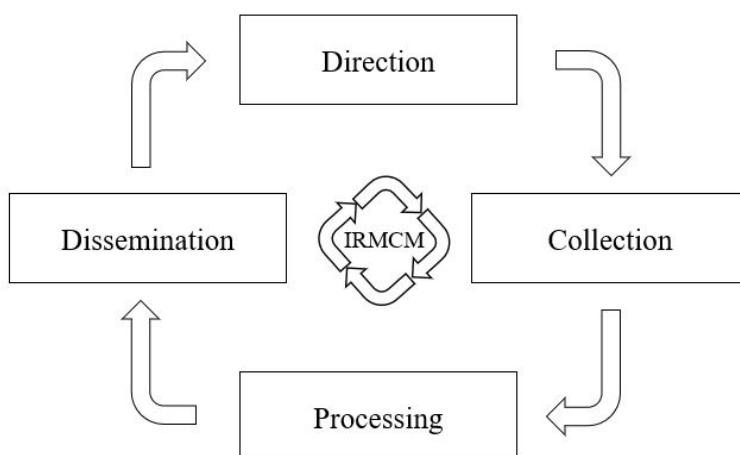 Direction
Dissemination
IRMCM
Collection
Processing